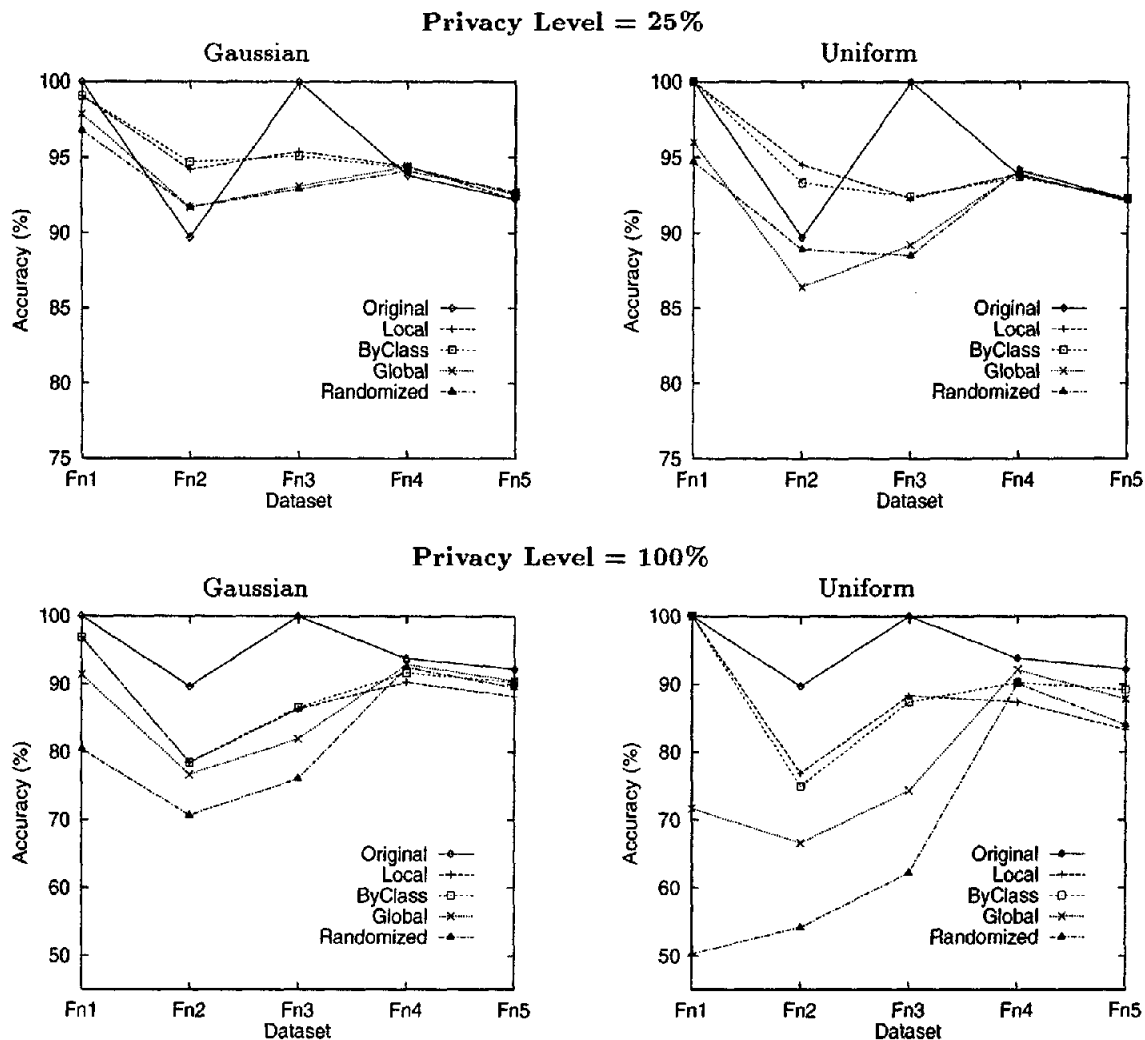 Privacy Level = 25%
Gaussian
100
95
90
85
80
75
Accuracy (%)
Original
Local
ByClass
Global
Randomized
Fn1 Fn2 Fn3 Fn4 Fn5
Dataset
Uniform
100
95
90
85
80
75
Accuracy (%)
Original
Local
ByClass
Global
Randomized
Fn1 Fn2 Fn3 Fn4 Fn5
Dataset
Privacy Level = 100%
Gaussian
100
90
80
70
60
50
Accuracy (%)
Original
Local
ByClass
Global
Randomized
Fn1 Fn2 Fn3 Fn4 Fn5
Dataset
Uniform
100
90
80
70
60
50
Accuracy (%)
Original
Local
ByClass
Global
Randomized
Fn1 Fn2 Fn3 Fn4 Fn5
Dataset